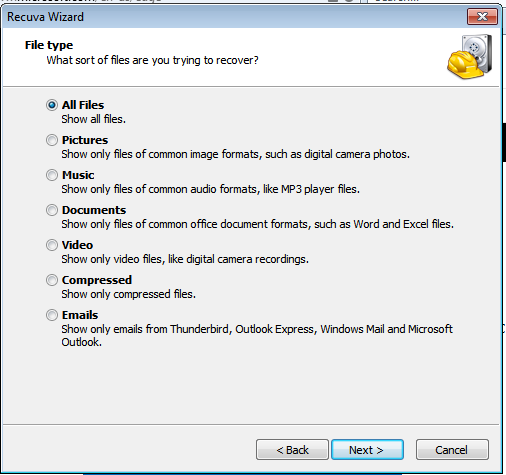 Recuva Wizard
File type
What sort of files are you trying to recover?
All Files
Show all files.
Pictures
Show only files of common image formats, such as digital camera photos.
Music
Show only files of common audio formats, like MP3 player files.
Documents
Show only files of common office document formats, such as Word and Excel files.
Video
Show only video files, like digital camera recordings.
Compressed
Show only compressed files.
Emails
Show only emails from Thunderbird, Outlook Express, Windows Mail and Microsoft
Outlook.
< Back
Next >
Cancel